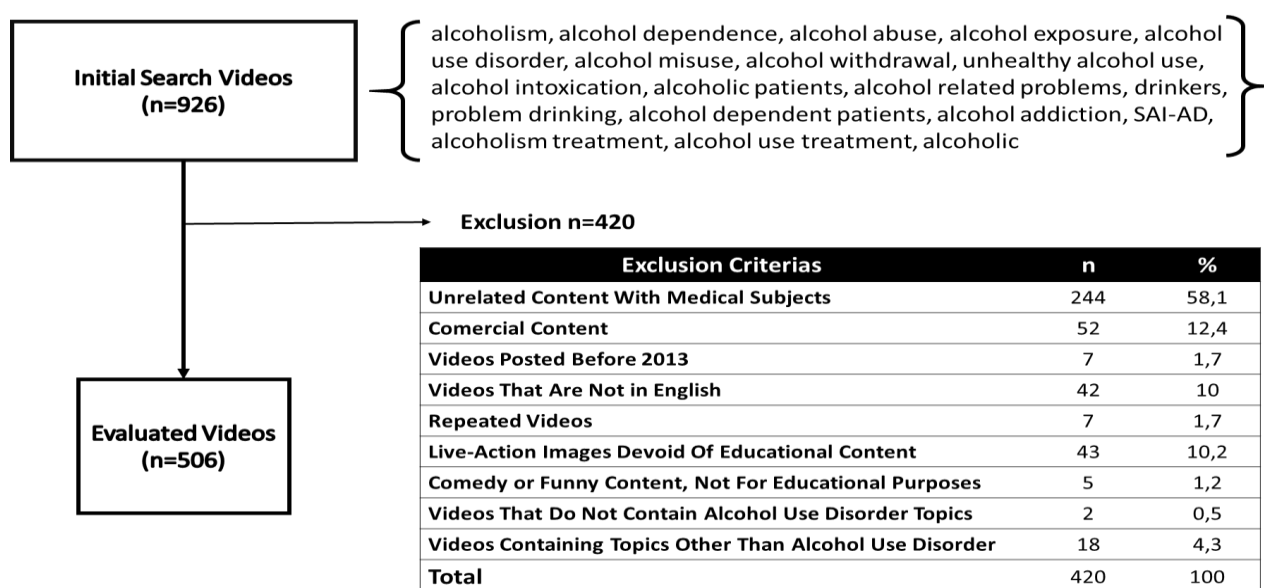 Initial Search Videos
(n=926)
alcoholism, alcohol dependence, alcohol abuse, alcohol exposure, alcohol
use disorder, alcohol misuse, alcohol withdrawal, unhealthy alcohol use,
alcohol intoxication, alcoholic patients, alcohol related problems, drinkers,
problem drinking, alcohol dependent patients, alcohol addiction, SAI-AD,
alcoholism treatment, alcohol use treatment, alcoholic
Exclusion n=420
Exclusion Criterias n %
Unrelated Content With Medical Subjects 244 58,1
Comercial Content 52 12,4
Videos Posted Before 2013 7 1,7
Videos That Are Not in English 42 10
Repeated Videos 7 1,7
Live-Action Images Devoid Of Educational Content 43 10,2
Comedy or Funny Content, Not For Educational Purposes 5 1,2
Videos That Do Not Contain Alcohol Use Disorder Topics 2 0,5
Videos Containing Topics Other Than Alcohol Use Disorder 18 4,3
Total 420 100
Evaluated Videos
(n=506)